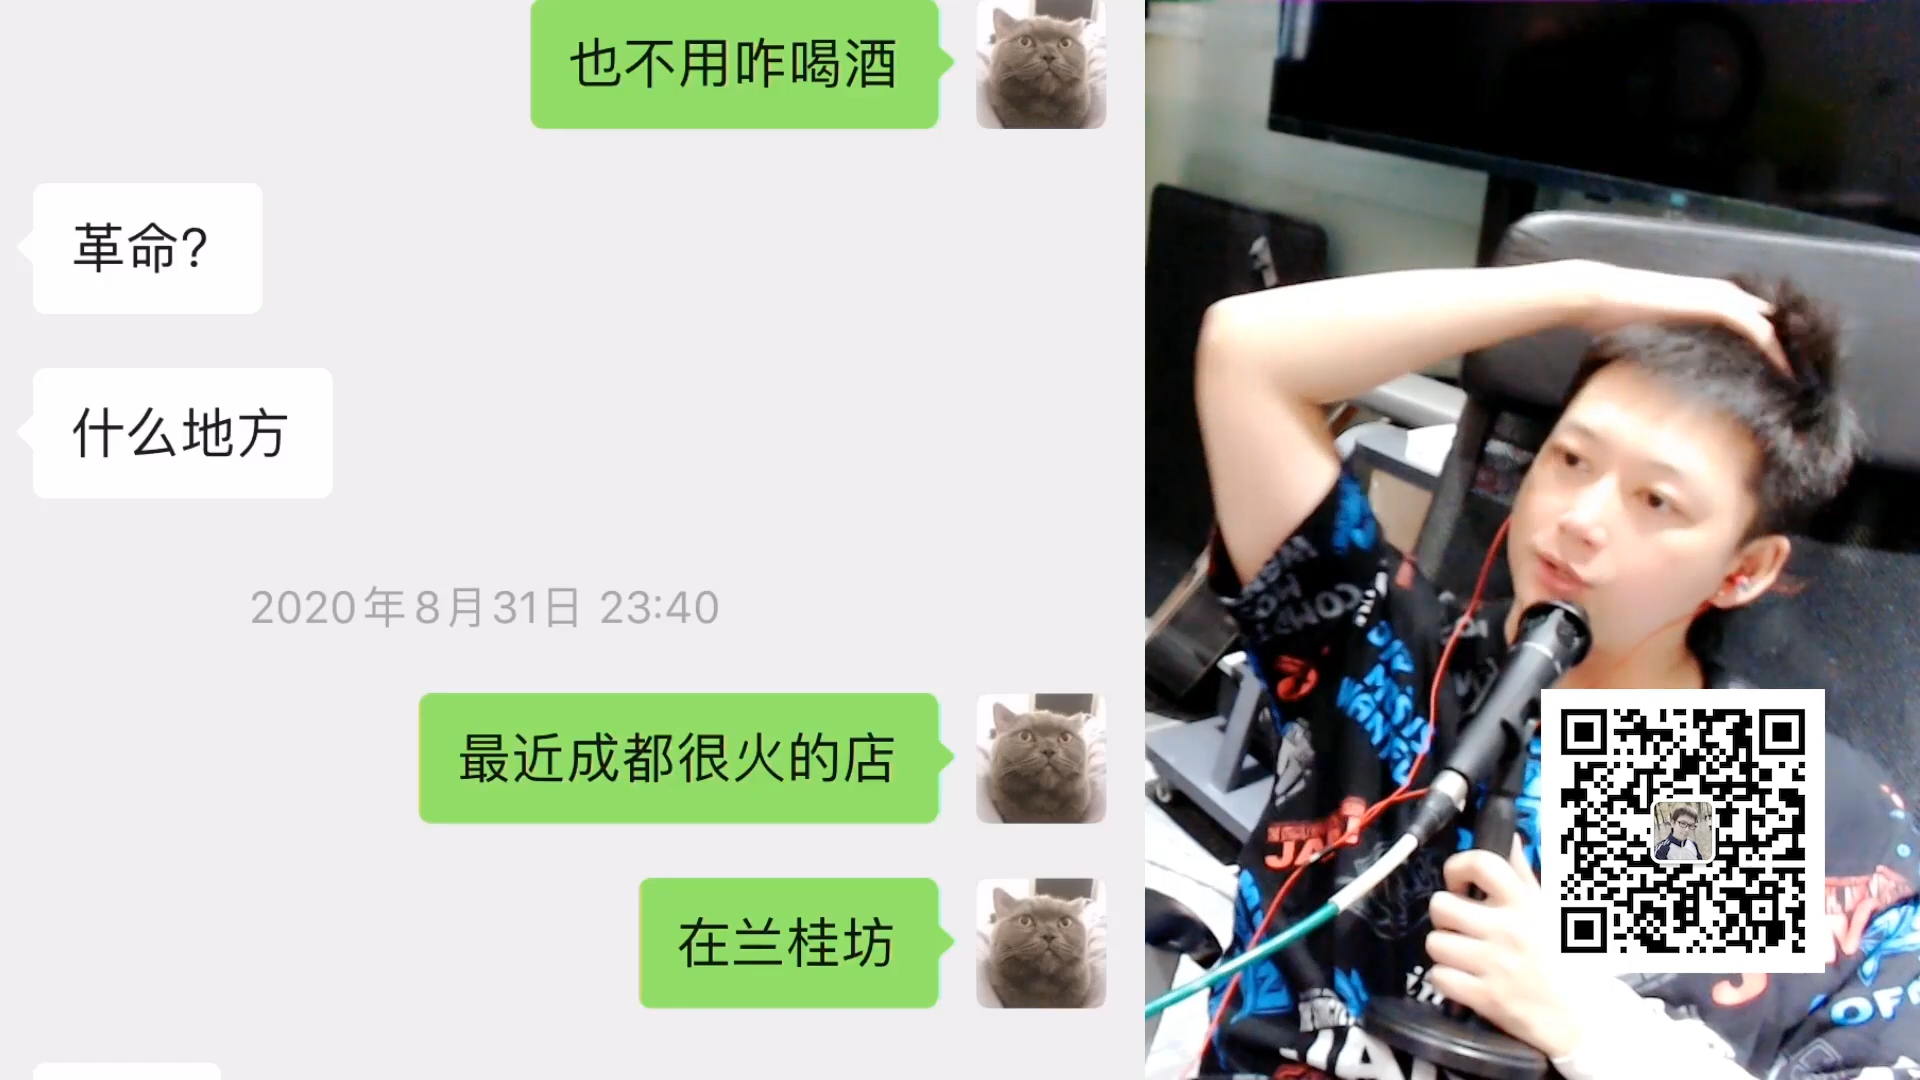 也不用咋喝酒
革命?
什么地方
2020年8月31日 23:40
最近成都很火的店
在兰桂坊